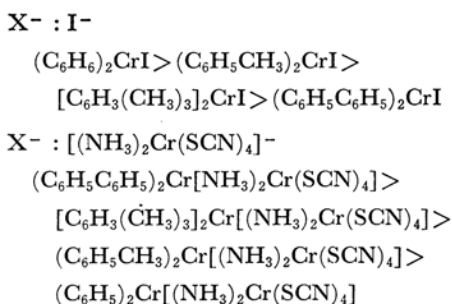 X⁻ : I⁻
(C₆H₆)₂CrI>(C₆H₅CH₃)₂CrI>
[C₆H₃(CH₃)₃]₂CrI>(C₆H₅C₆H₅)₂CrI
X⁻ : [(NH₃)₂Cr(SCN)₄]⁻
(C₆H₅C₆H₅)₂Cr[NH₃)₂Cr(SCN)₄]>
[C₆H₃(CH₃)₃]₂Cr[(NH₃)₂Cr(SCN)₄]>
(C₆H₅CH₃)₂Cr[(NH₃)₂Cr(SCN)₄]>
(C₆H₅)₂Cr[(NH₃)₂Cr(SCN)₄]